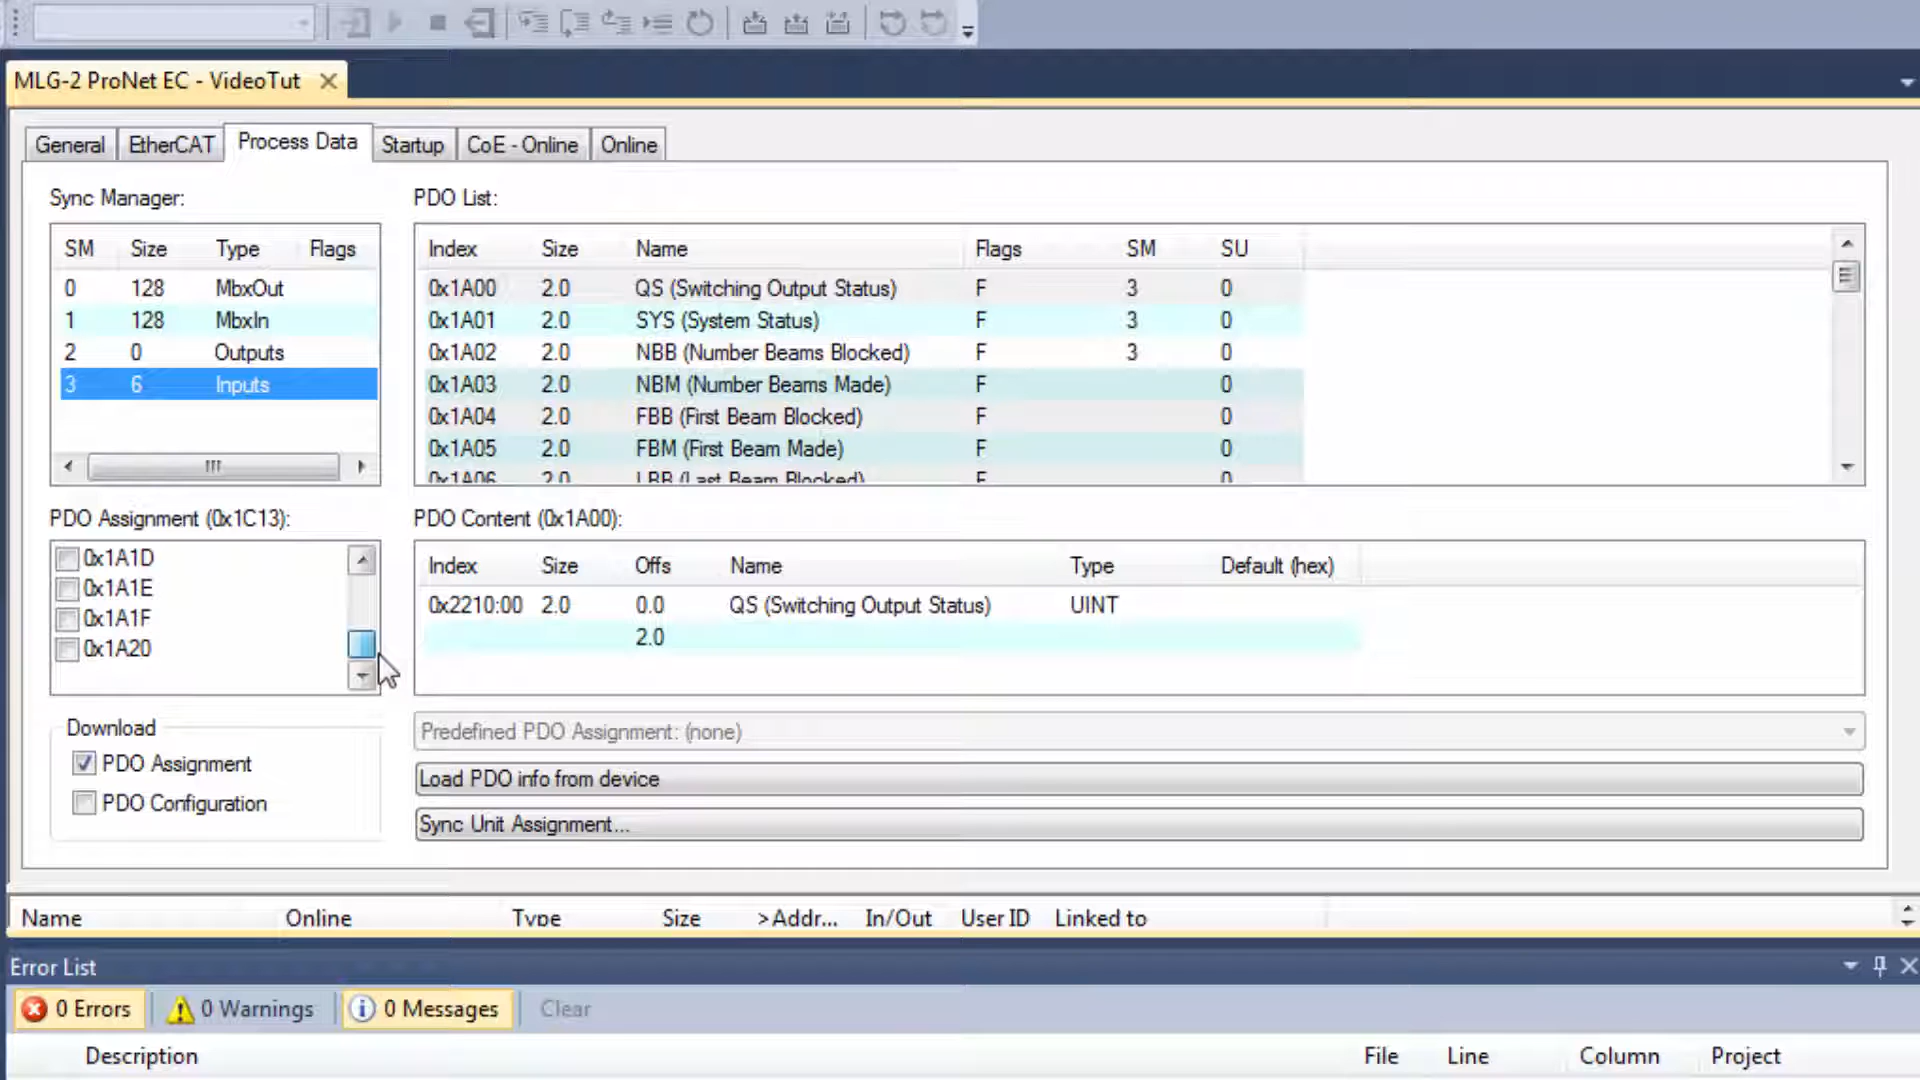 MLG-2 ProNet EC - VideoTut
General EtherCAT Process Data Startup CoE - Online Online
Sync Manager: PDO List:
SM Size Type Flags Index Size Name Flags SM SU
0 128 MbxOut 0x1A00 2.0 QS (Switching Output Status) F 3 0
1 128 MbxIn 0x1A01 2.0 SYS (System Status) F 3 0
2 0 Outputs 0x1A02 2.0 NBB (Number Beams Blocked) F 3 0
3 6 Inputs 0x1A03 2.0 NBM (Number Beams Made) F 0
0x1A04 2.0 FBB (First Beam Blocked) F 0
0x1A05 2.0 FBM (First Beam Made) F 0
0x1A06 2.0 LBB (Last Beam Blocked) F 0
PDO Assignment (0x1C13): PDO Content (0x1A00):
0x1A1D Index Size Offs Name Type Default (hex)
0x1A1E 0x2210:00 2.0 0.0 QS (Switching Output Status) UINT
0x1A1F 2.0
0x1A20
Download Predefined PDO Assignment: (none)
PDO Assignment Load PDO info from device
PDO Configuration Sync Unit Assignment...
Name Online Type Size >Addr... In/Out User ID Linked to
Error List
0 Errors 0 Warnings 0 Messages Clear
Description File Line Column Project